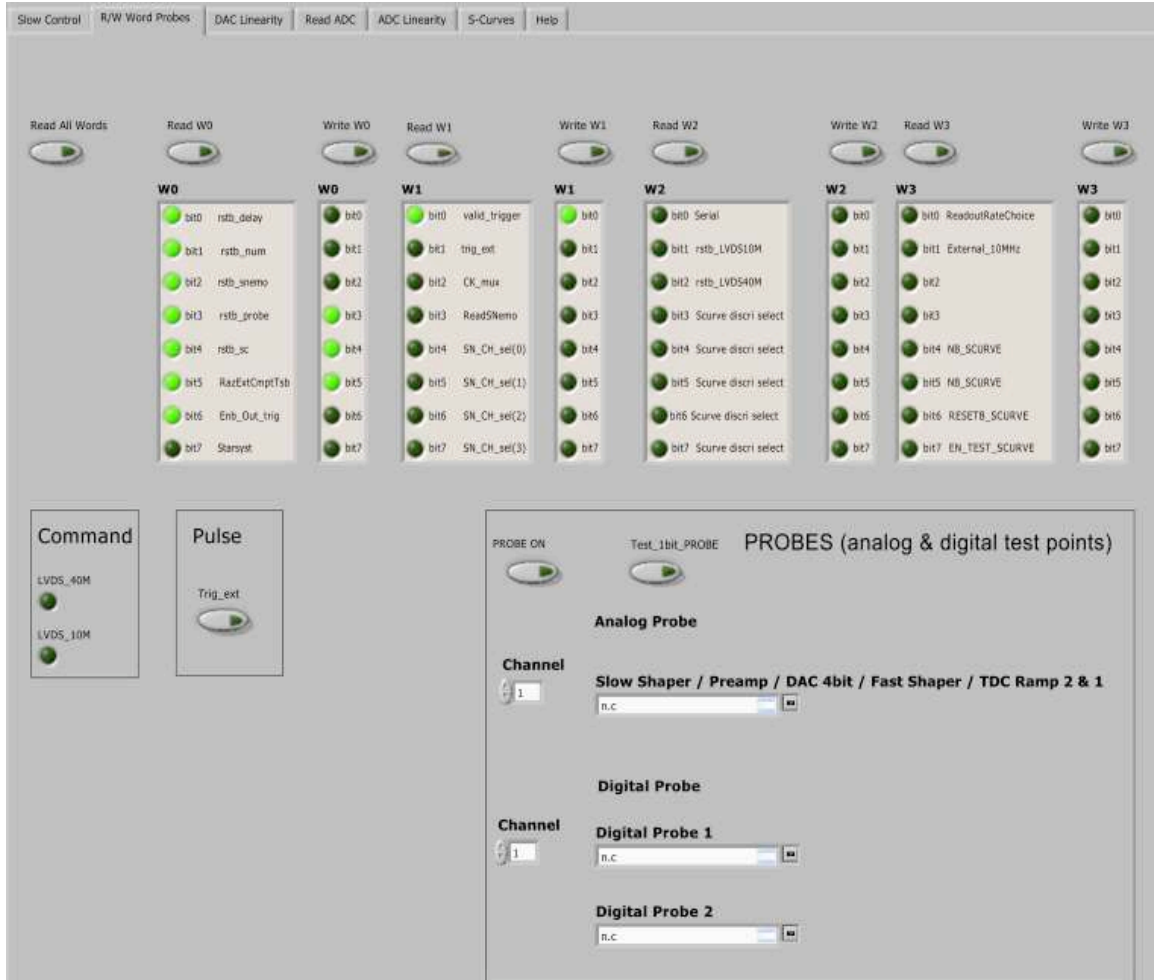 Slow Control R/W Word Probes DAC Linearity Read ADC ADC Linearity S-Curves Help
Read All Words Read W0 Write W0 Read W1 Write W1 Read W2 Write W2 Read W3 Write W3
W0 W0 W1 W1 W2 W2 W3 W3
bit0 rstb_delay bit0 bit0 valid_trigger bit0 bit0 Serial bit0 bit0 ReadoutRateChoice bit0
bit1 rstb_num bit1 bit1 trig_ext bit1 bit1 rstb_LVDS10M bit1 bit1 External_10MHz bit1
bit2 rstb_snemo bit2 bit2 CK_mux bit2 bit2 rstb_LVDS40M bit2 bit2 bit2
bit3 rstb_probe bit3 bit3 ReadSNemo bit3 bit3 Scurve discri select bit3 bit3 bit3
bit4 rstb_sc bit4 bit4 SN_CH_sel(0) bit4 bit4 Scurve discri select bit4 bit4 NB_SCURVE bit4
bit5 RazExtCmptTsb bit5 bit5 SN_CH_sel(1) bit5 bit5 Scurve discri select bit5 bit5 NB_SCURVE bit5
bit6 Enb_Out_trig bit6 bit6 SN_CH_sel(2) bit6 bit6 Scurve discri select bit6 bit6 RESETB_SCURVE bit6
bit7 Starsyst bit7 bit7 SN_CH_sel(3) bit7 bit7 Scurve discri select bit7 bit7 EN_TEST_SCURVE bit7
Command
LVDS_40M
LVDS_10M
Pulse
Trig_ext
PROBE ON Test_1bit_PROBE PROBES (analog & digital test points)
Analog Probe
Channel
1
Slow Shaper / Preamp / DAC 4bit / Fast Shaper / TDC Ramp 2 & 1
n.c
Digital Probe
Channel
1
Digital Probe 1
n.c
Digital Probe 2
n.c